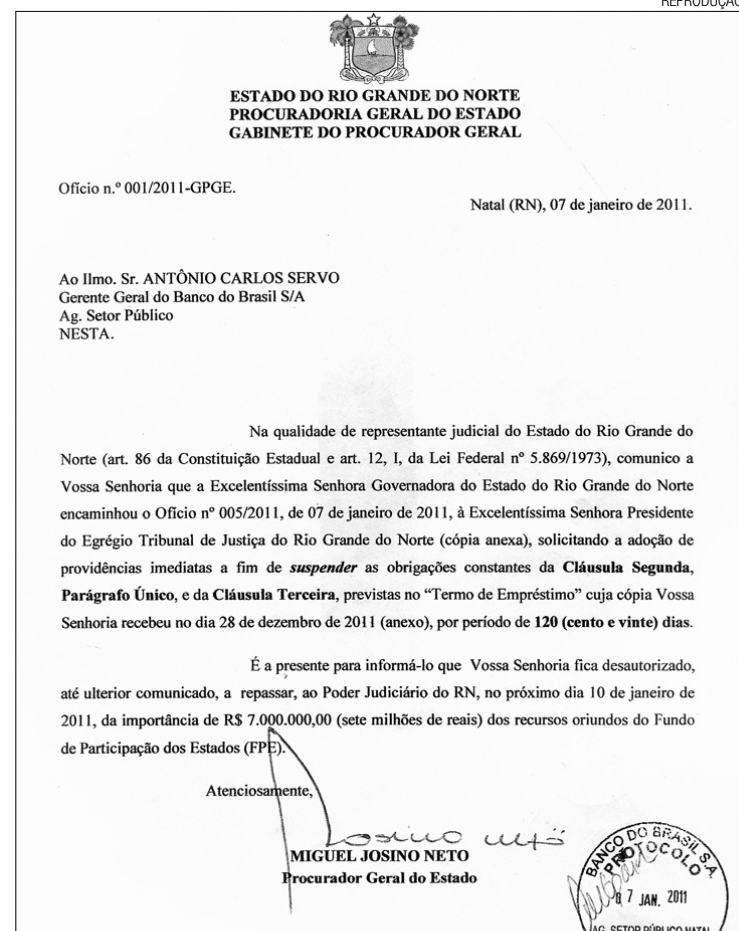 REPRODUÇÃO
ESTADO DO RIO GRANDE DO NORTE
PROCURADORIA GERAL DO ESTADO
GABINETE DO PROCURADOR GERAL
Ofício n.º 001/2011-GPGE.
Natal (RN), 07 de janeiro de 2011.
Ao Ilmo. Sr. ANTÔNIO CARLOS SERVO
Gerente Geral do Banco do Brasil S/A
Ag. Setor Público
NESTA.
Na qualidade de representante judicial do Estado do Rio Grande do
Norte (art. 86 da Constituição Estadual e art. 12, I, da Lei Federal nº 5.869/1973), comunico a
Vossa Senhoria que a Excelentíssima Senhora Governadora do Estado do Rio Grande do Norte
encaminhou o Ofício nº 005/2011, de 07 de janeiro de 2011, à Excelentíssima Senhora Presidente
do Egrégio Tribunal de Justiça do Rio Grande do Norte (cópia anexa), solicitando a adoção de
providências imediatas a fim de suspender as obrigações constantes da Cláusula Segunda,
Parágrafo Único, e da Cláusula Terceira, previstas no “Termo de Empréstimo” cuja cópia Vossa
Senhoria recebeu no dia 28 de dezembro de 2011 (anexo), por período de 120 (cento e vinte) dias.
É a presente para informá-lo que Vossa Senhoria fica desautorizado,
até ulterior comunicado, a repassar, ao Poder Judiciário do RN, no próximo dia 10 de janeiro de
2011, da importância de R$ 7.000.000,00 (sete milhões de reais) dos recursos oriundos do Fundo
de Participação dos Estados (FPE).
Atenciosamente,
MIGUEL JOSINO NETO
Procurador Geral do Estado
BANCO DO BRASIL S.A.
PROTOCOLO
7 JAN. 2011
AG. SETOR PÚBLICO NATAL